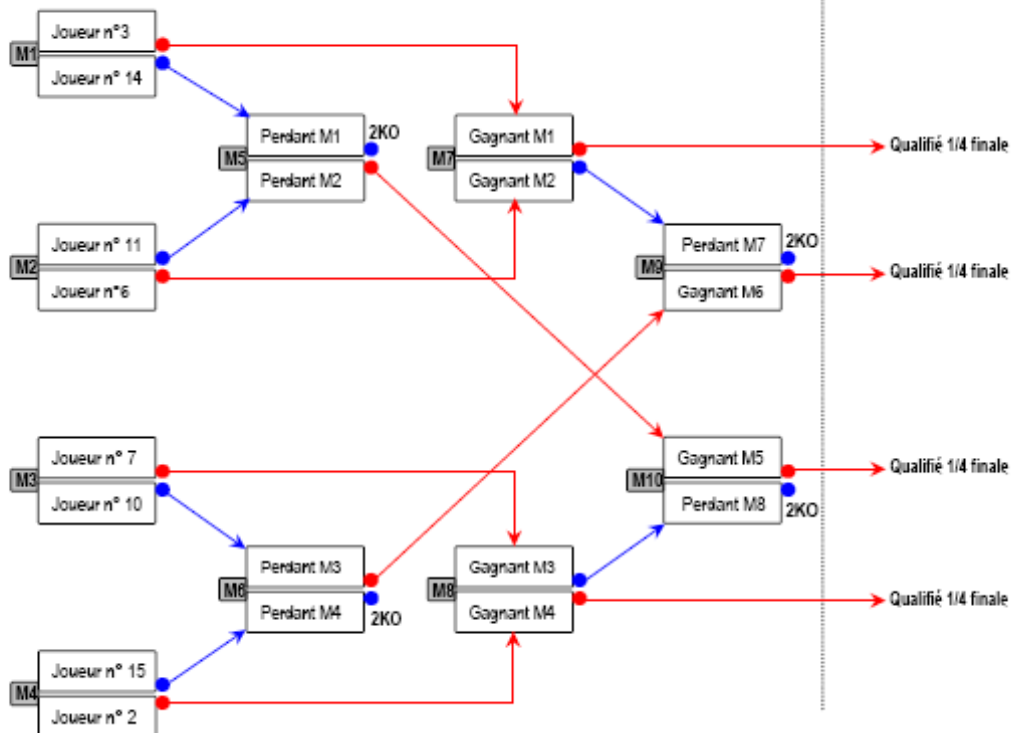 Joueur n°3
M1
Joueur n° 14
Perdant M1
2KO
M5
Perdant M2
Gagnant M1
M7
Gagnant M2
Qualifié 1/4 finale
Joueur n° 11
M2
Joueur n°6
Perdant M7
2KO
M9
Gagnant M6
Qualifié 1/4 finale
Joueur n° 7
M3
Joueur n° 10
Gagnant M5
M10
Perdant M8
2KO
Qualifié 1/4 finale
Perdant M3
M6
Perdant M4
2KO
Gagnant M3
M8
Gagnant M4
Qualifié 1/4 finale
Joueur n° 15
M4
Joueur n° 2